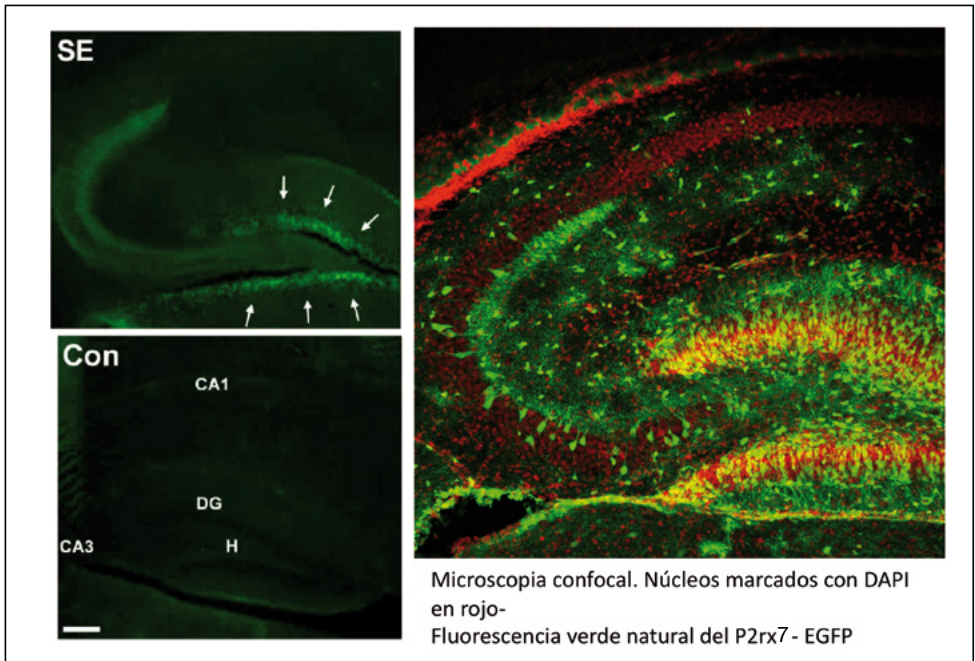 SE
Con
CA1
DG
CA3
H
Microscopia confocal. Núcleos marcados con DAPI
en rojo-
Fluorescencia verde natural del P2rx7 - EGFP